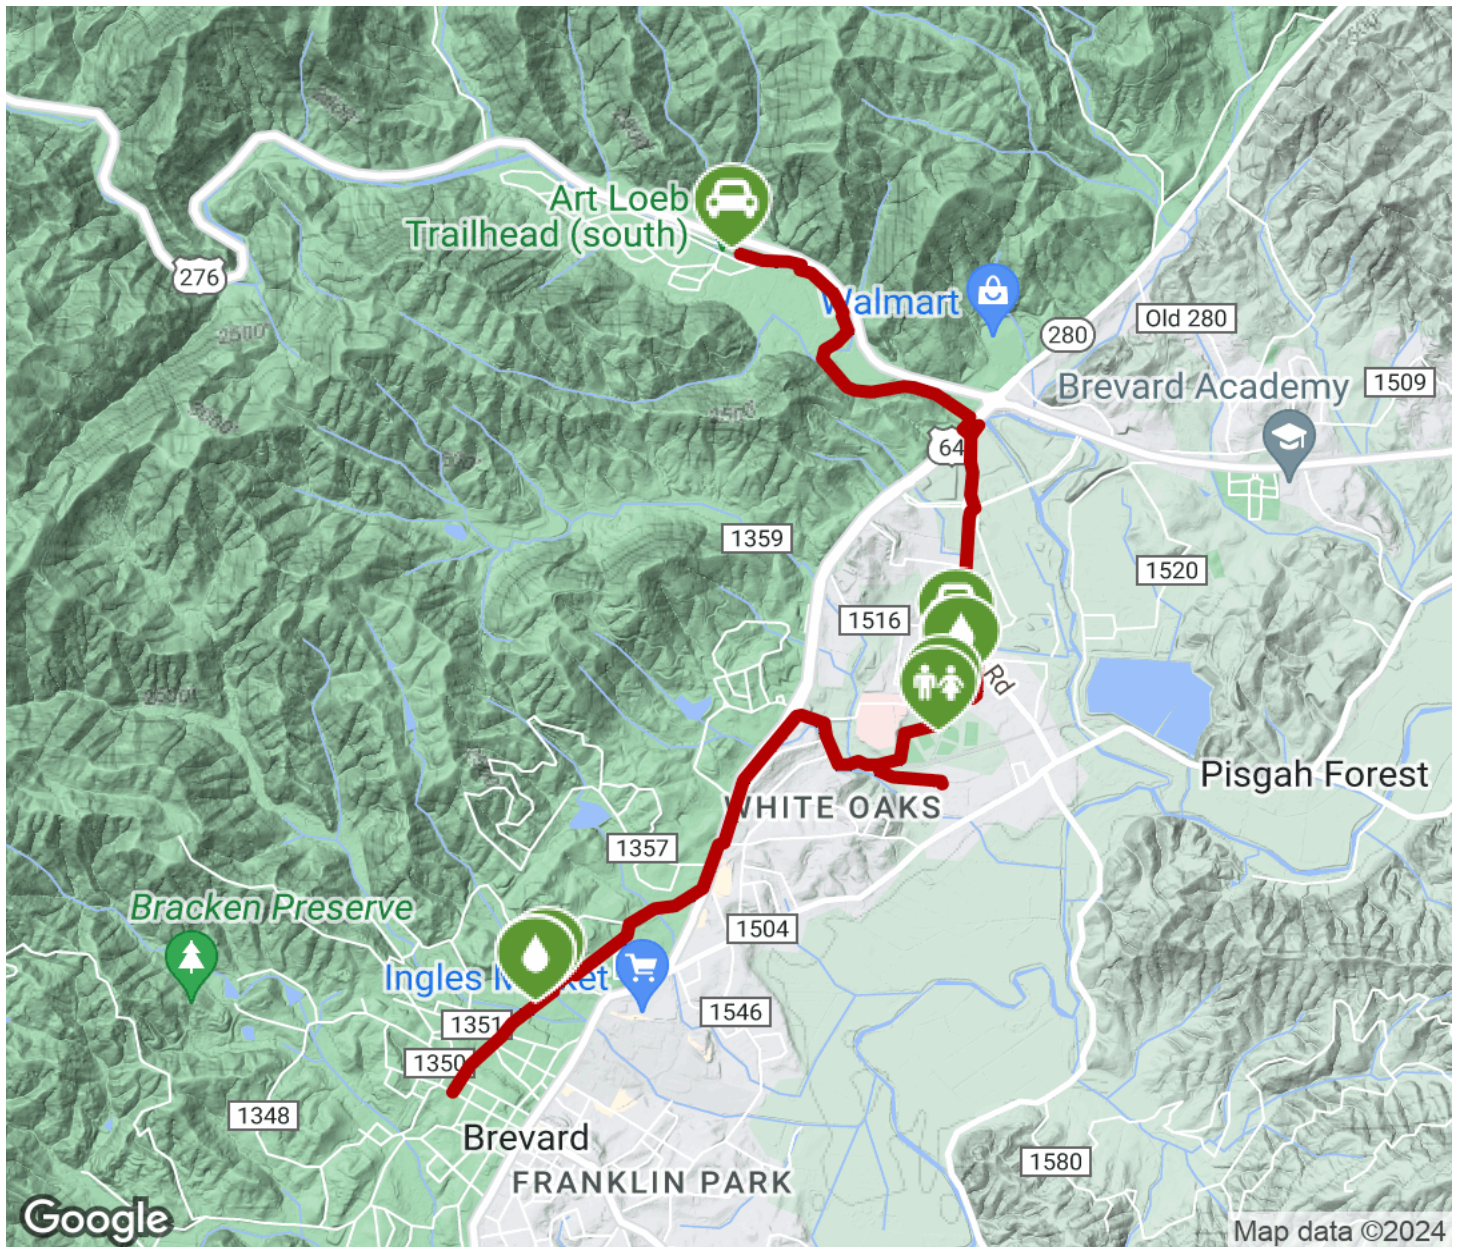 Art Loeb
Trailhead (south)
276
Walmart
280
Old 280
2500
Brevard Academy
1509
64
1359
1520
1516
Rd
Pisgah Forest
WHITE OAKS
1357
Bracken Preserve
1504
Ingles Market
1546
1351
1350
1348
Brevard
1580
FRANKLIN PARK
Google
Map data ©2024